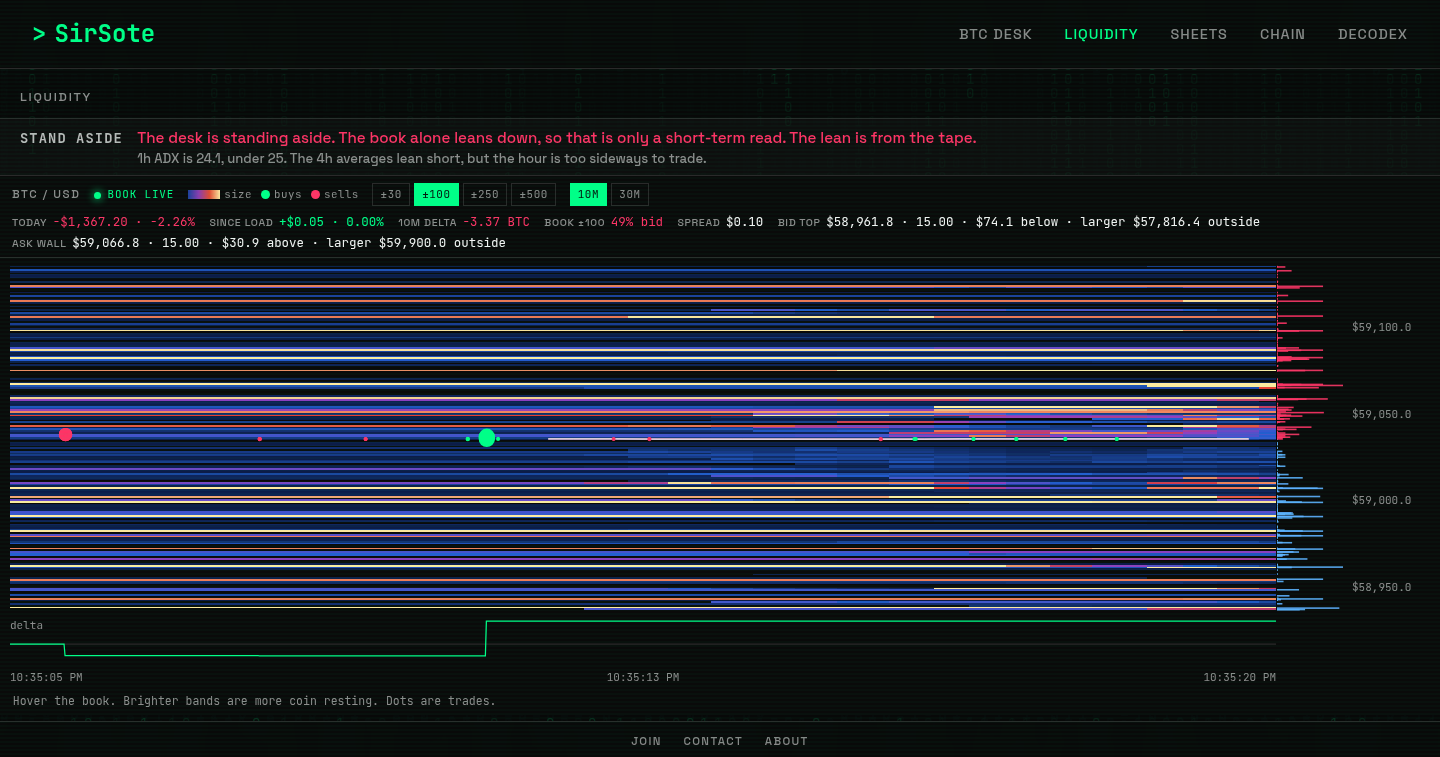 > SirSote
BTC DESK LIQUIDITY SHEETS CHAIN DECODEX
LIQUIDITY
STAND ASIDE The desk is standing aside. The book alone leans down, so that is only a short-term read. The lean is from the tape.
1h ADX is 24.1, under 25. The 4h averages lean short, but the hour is too sideways to trade.
BTC / USD BOOK LIVE size buys sells ±30 ±100 ±250 ±500 10M 30M
TODAY -$1,367.20 · -2.26% SINCE LOAD +$0.05 · 0.00% 10M DELTA -3.37 BTC BOOK ±100 49% bid SPREAD $0.10 BID TOP $58,961.8 · 15.00 · $74.1 below · larger $57,816.4 outside
ASK WALL $59,066.8 · 15.00 · $30.9 above · larger $59,900.0 outside
$59,100.0
$59,050.0
$59,000.0
$58,950.0
delta
10:35:05 PM 10:35:13 PM 10:35:20 PM
Hover the book. Brighter bands are more coin resting. Dots are trades.
JOIN CONTACT ABOUT